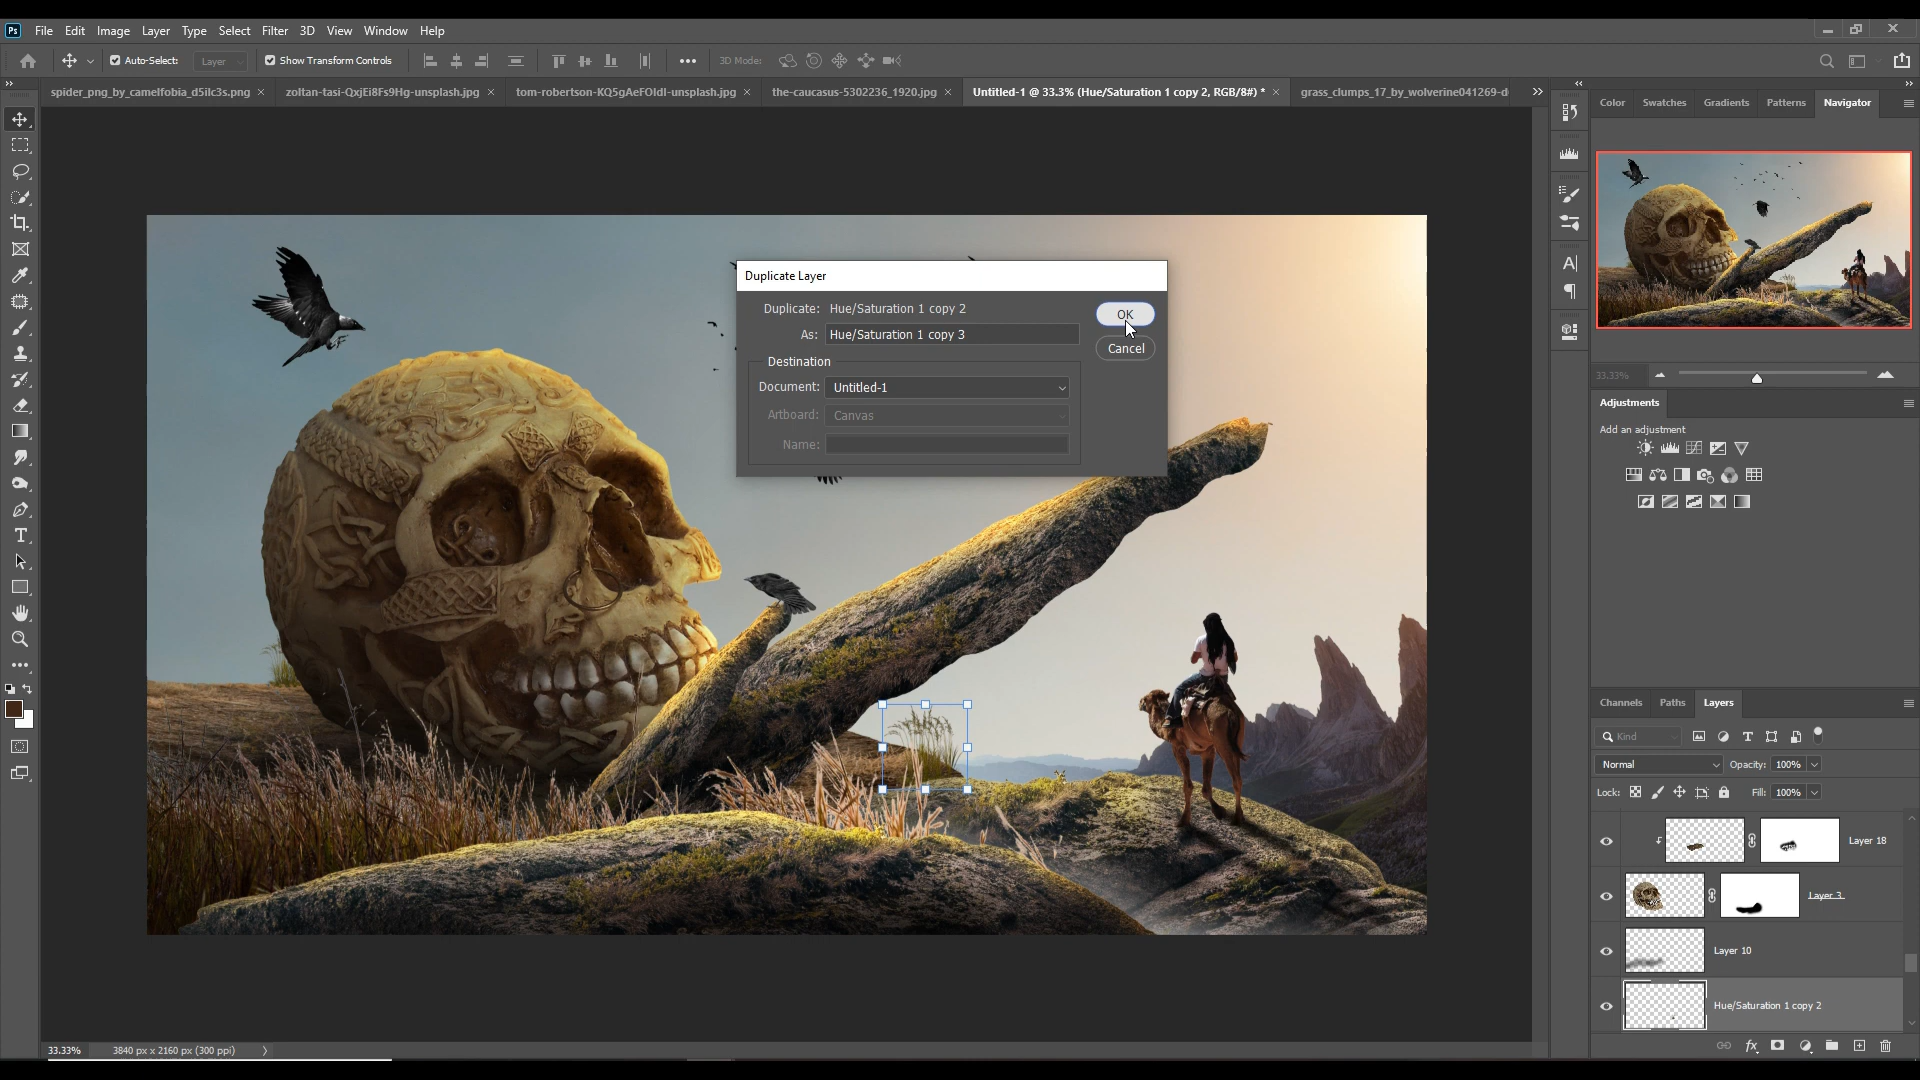 Ps File Edit Image Layer Type Select Filter 3D View Window Help
Auto-Select: Layer Show Transform Controls 3D Mode:
spider_png_by_camelfobia_d5ilc3s.png × zoltan-tasi-QxjEi8Fs9Hg-unsplash.jpg × tom-robertson-KQ5gAeFOIdI-unsplash.jpg × the-caucasus-5302236_1920.jpg × Untitled-1 @ 33.3% (Hue/Saturation 1 copy 2, RGB/8#) * × grass_clumps_17_by_wolverine041269-d
Color Swatches Gradients Patterns Navigator
Duplicate Layer
Duplicate: Hue/Saturation 1 copy 2
OK
As: Hue/Saturation 1 copy 3
Cancel
Destination
Document: Untitled-1
Artboard: Canvas
Name:
33.33%
Adjustments
Add an adjustment
Channels Paths Layers
Kind
Normal Opacity: 100%
Lock: Fill: 100%
Layer 18
Layer 3
Layer 10
Hue/Saturation 1 copy 2
33.33% 3840 px x 2160 px (300 ppi)